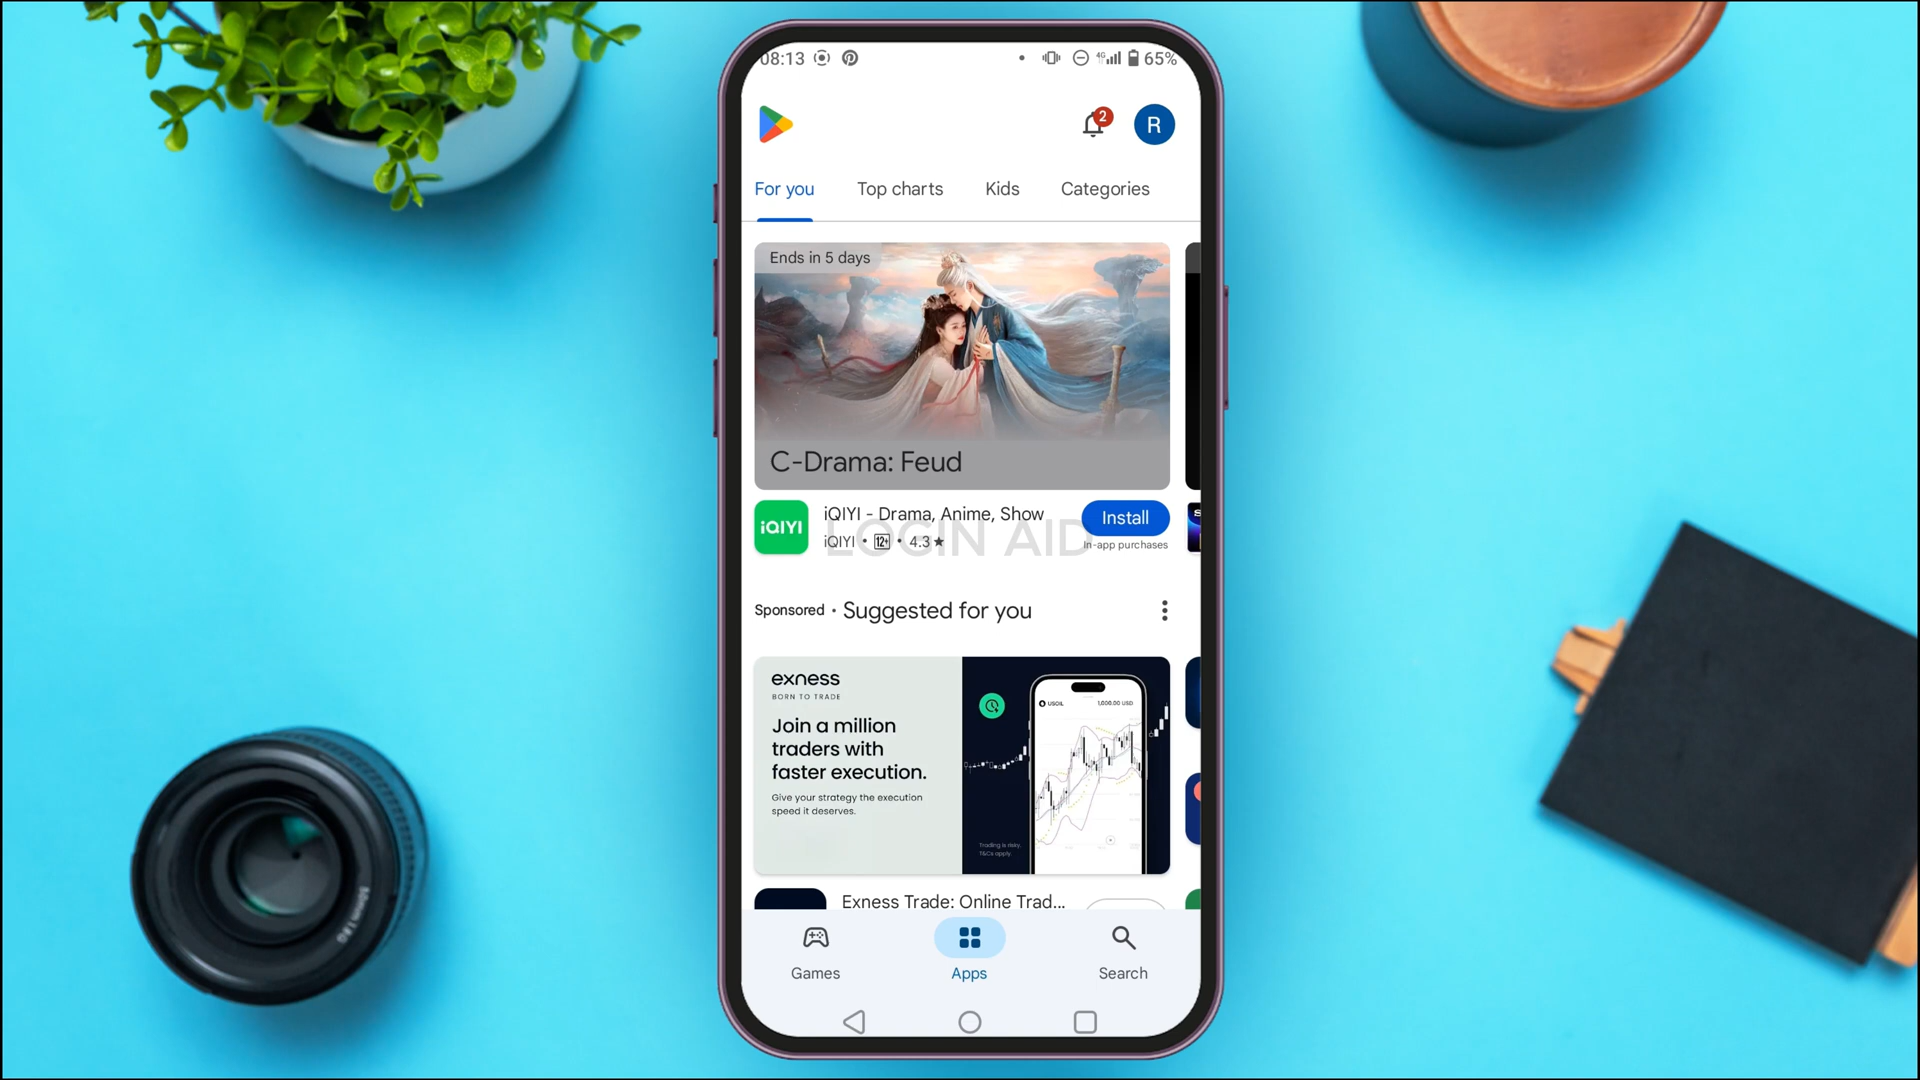 08:13
4G
65%
2
R
For you Top charts Kids Categories
Ends in 5 days
C-Drama: Feud
iQIYI
iQIYI - Drama, Anime, Show
iQIYI • 12+ • 4.3★
Install
In-app purchases
LOGIN AID
Sponsored • Suggested for you
exness
BORN TO TRADE
Join a million
traders with
faster execution.
Give your strategy the execution
speed it deserves.
USOIL 1,000.00 USD
Trading is risky.
T&Cs apply.
Exness Trade: Online Trad...
Games Apps Search